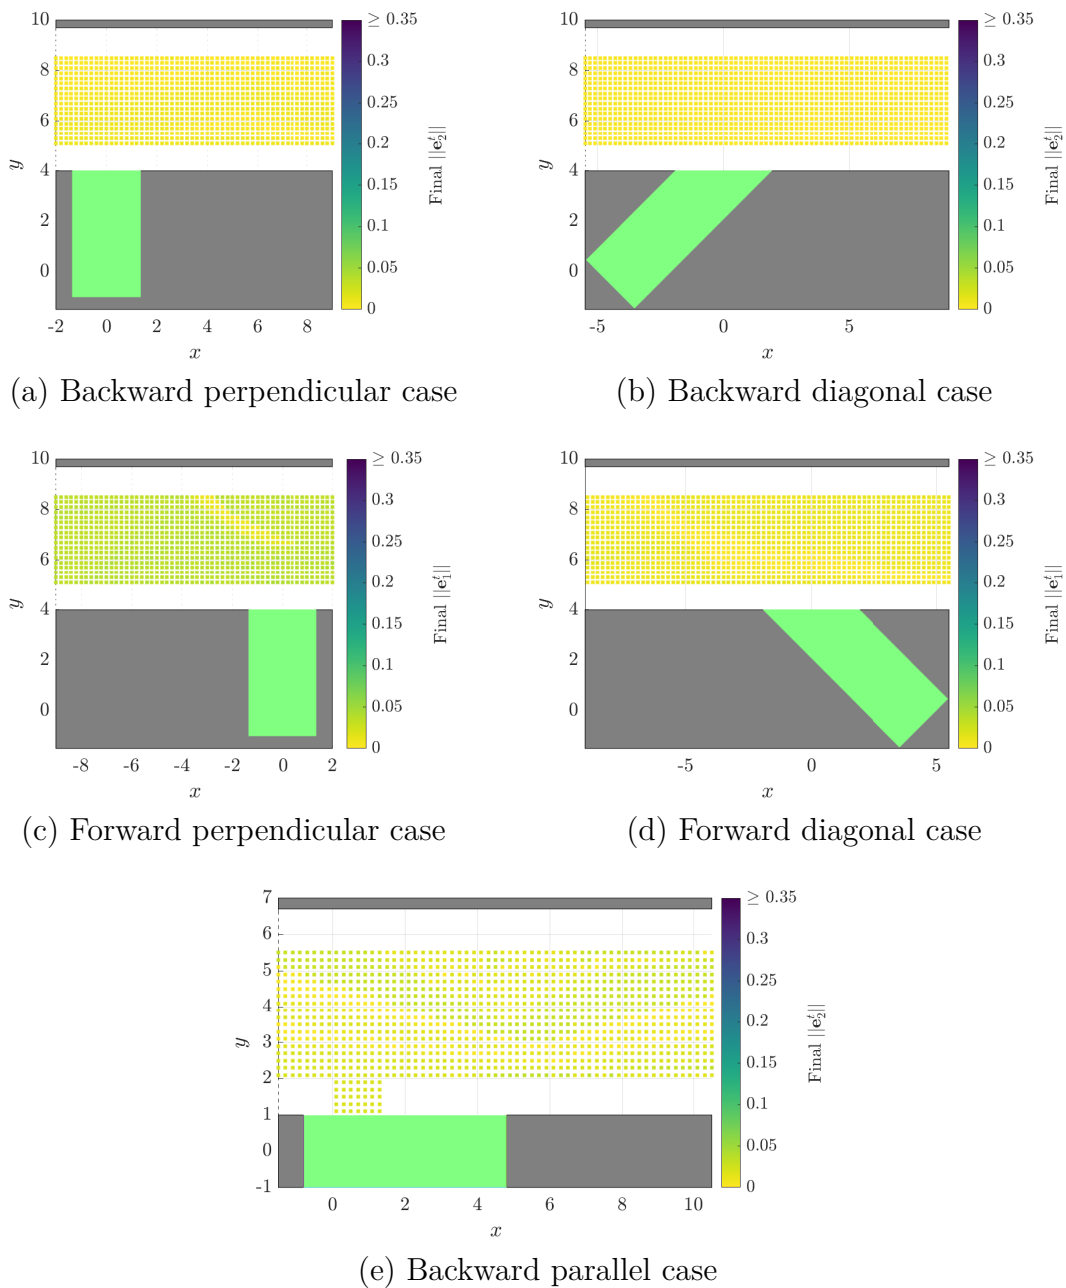 10
8
6
4
2
0
y
-2 0 2 4 6 8
x
≥ 0.35
0.3
0.25
0.2
0.15
0.1
0.05
0
Final ||e₂ᵗ||
(a) Backward perpendicular case
10
8
6
4
2
0
y
-5 0 5
x
≥ 0.35
0.3
0.25
0.2
0.15
0.1
0.05
0
Final ||e₂ᵗ||
(b) Backward diagonal case
10
8
6
4
2
0
y
-8 -6 -4 -2 0 2
x
≥ 0.35
0.3
0.25
0.2
0.15
0.1
0.05
0
Final ||e₁ᵗ||
(c) Forward perpendicular case
10
8
6
4
2
0
y
-5 0 5
x
≥ 0.35
0.3
0.25
0.2
0.15
0.1
0.05
0
Final ||e₁ᵗ||
(d) Forward diagonal case
7
6
5
4
3
2
1
0
-1
y
0 2 4 6 8 10
x
≥ 0.35
0.3
0.25
0.2
0.15
0.1
0.05
0
Final ||e₂ᵗ||
(e) Backward parallel case